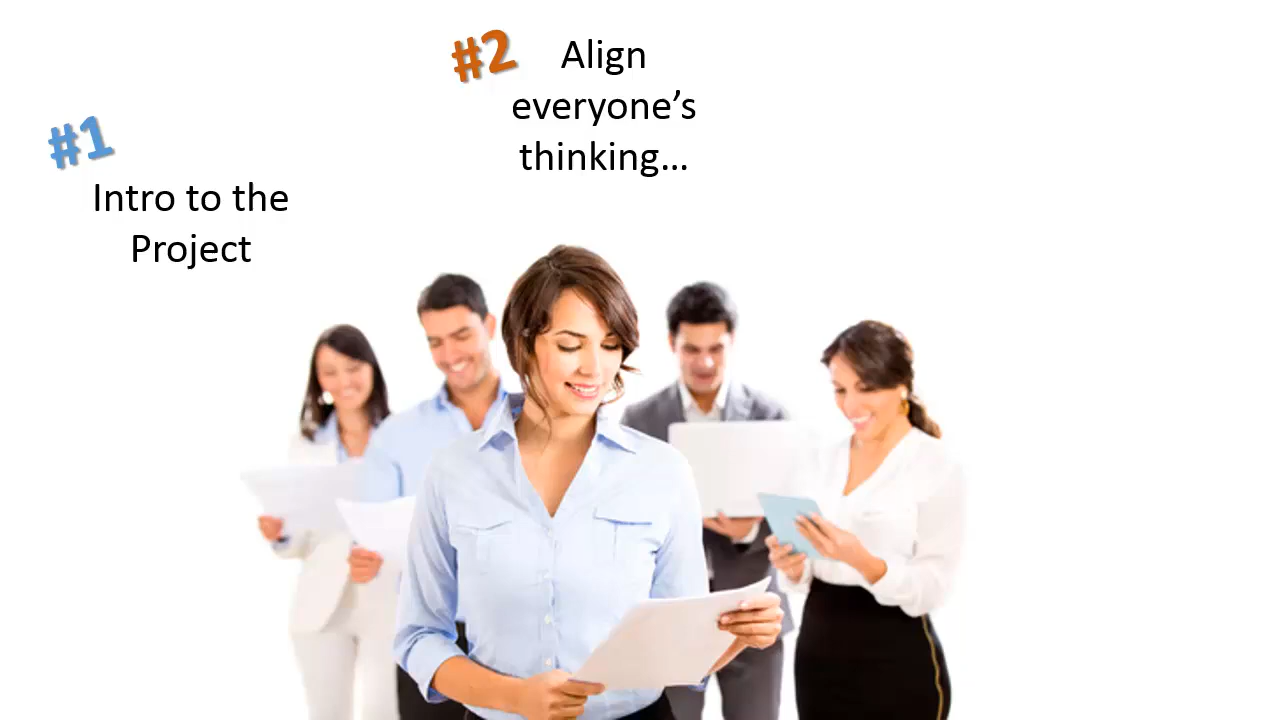 #1
Intro to the
Project
#2
Align
everyone’s
thinking…